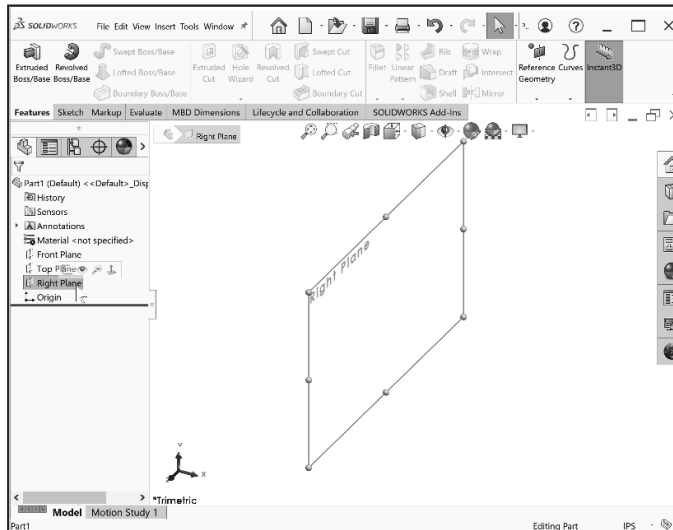 SOLIDWORKS File Edit View Insert Tools Window
Extruded Boss/Base
Revolved Boss/Base
Swept Boss/Base
Lofted Boss/Base
Boundary Boss/Base
Extruded Cut
Hole Wizard
Revolved Cut
Swept Cut
Lofted Cut
Boundary Cut
Fillet
Linear Pattern
Rib
Draft
Shell
Wrap
Intersect
Mirror
Reference Geometry
Curves
Instant3D
Features Sketch Markup Evaluate MBD Dimensions Lifecycle and Collaboration SOLIDWORKS Add-Ins
Right Plane
Part1 (Default) <<Default>_Disp
History
Sensors
Annotations
Material <not specified>
Front Plane
Top Plane
Right Plane
Origin
Right Plane
Y
X
*Trimetric
Model Motion Study 1
Part1 Editing Part IPS